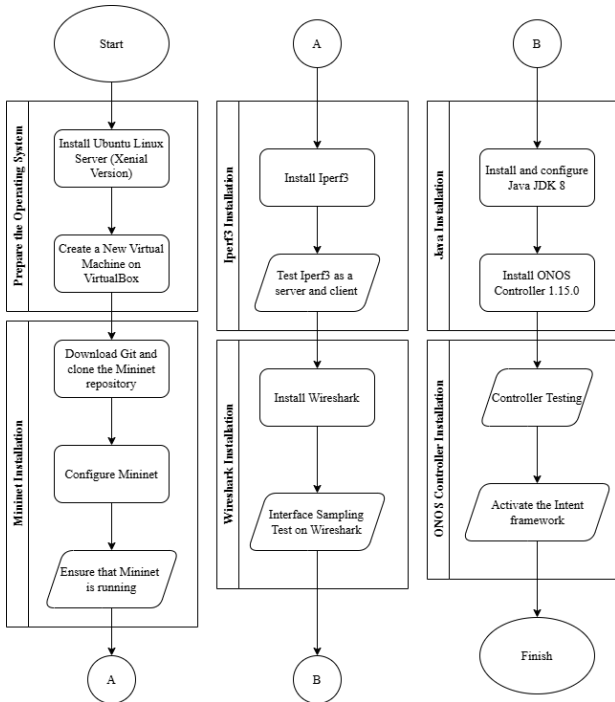 Start
Prepare the Operating System
Install Ubuntu Linux
Server (Xenial
Version)
Create a New Virtual
Machine on
VirtualBox
Mininet Installation
Download Git and
clone the Mininet
repository
Configure Mininet
Ensure that Mininet
is running
A
A
Iperf3 Installation
Install Iperf3
Test Iperf3 as a
server and client
Wireshark Installation
Install Wireshark
Interface Sampling
Test on Wireshark
B
B
Java Installation
Install and configure
Java JDK 8
Install ONOS
Controller 1.15.0
ONOS Controller Installation
Controller Testing
Activate the Intent
framework
Finish